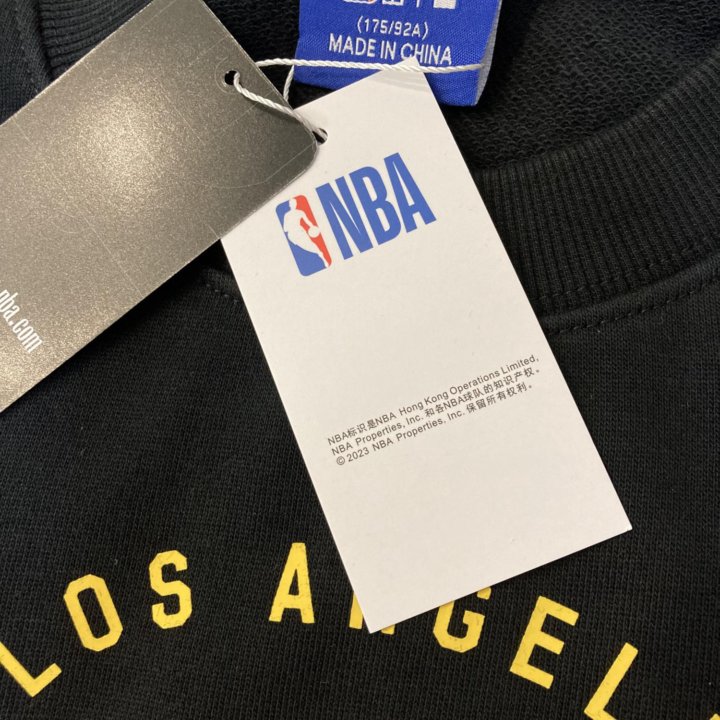 (175/92A)
MADE IN CHINA
NBA
nba.com
NBA标识是NBA Hong Kong Operations Limited,
NBA Properties, Inc. 和各NBA球队的知识产权。
© 2023 NBA Properties, Inc. 保留所有权利。
LOS ANGEL